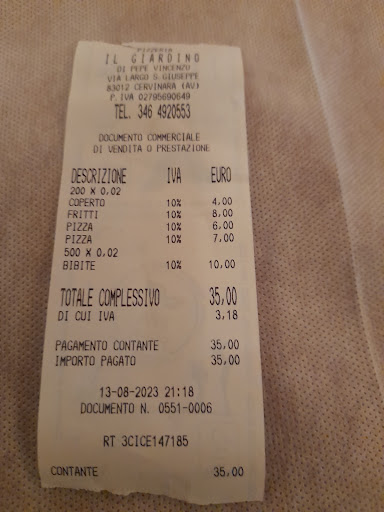 PIZZERIA
IL GIARDINO
DI PEPE VINCENZO
VIA LARGO S.GIUSEPPE
83012 CERVINARA (AV)
P.IVA 02795690649
TEL. 346 4920553
DOCUMENTO COMMERCIALE
DI VENDITA O PRESTAZIONE
DESCRIZIONE IVA EURO
200 X 0,02
COPERTO 10% 4,00
FRITTI 10% 8,00
PIZZA 10% 6,00
PIZZA 10% 7,00
500 X 0,02
BIBITE 10% 10,00
TOTALE COMPLESSIVO 35,00
DI CUI IVA 3,18
PAGAMENTO CONTANTE 35,00
IMPORTO PAGATO 35,00
13-08-2023 21:18
DOCUMENTO N. 0551-0006
RT 3CICE147185
CONTANTE 35,00